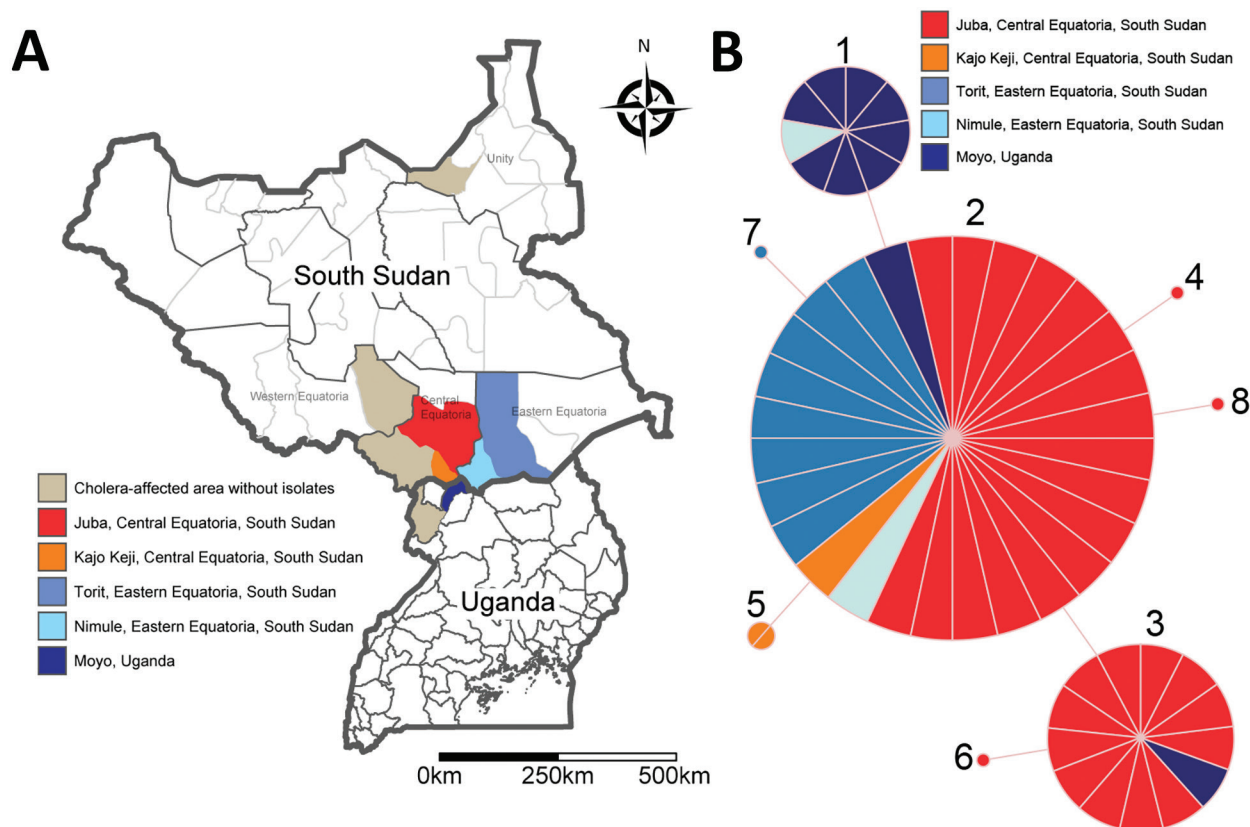 A
N
Unity
South Sudan
Western Equatoria
Central
Equatoria
Eastern Equatoria
Cholera-affected area without isolates
Juba, Central Equatoria, South Sudan
Kajo Keji, Central Equatoria, South Sudan
Torit, Eastern Equatoria, South Sudan
Nimule, Eastern Equatoria, South Sudan
Moyo, Uganda
Uganda
0km
250km
500km
B
Juba, Central Equatoria, South Sudan
Kajo Keji, Central Equatoria, South Sudan
Torit, Eastern Equatoria, South Sudan
Nimule, Eastern Equatoria, South Sudan
Moyo, Uganda
1
2
7
4
8
5
3
6